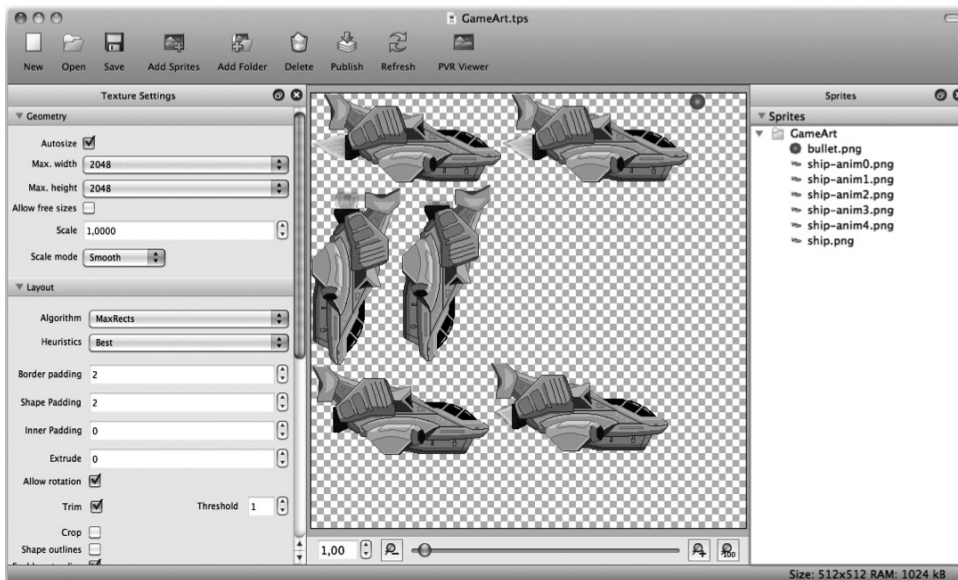 GameArt.tps
New Open Save Add Sprites Add Folder Delete Publish Refresh PVR Viewer
Texture Settings
Geometry
Autosize
Max. width 2048
Max. height 2048
Allow free sizes
Scale 1,0000
Scale mode Smooth
Layout
Algorithm MaxRects
Heuristics Best
Border padding 2
Shape Padding 2
Inner Padding 0
Extrude 0
Allow rotation
Trim Threshold 1
Crop
Shape outlines
1,00
100
Sprites
Sprites
GameArt
bullet.png
ship-anim0.png
ship-anim1.png
ship-anim2.png
ship-anim3.png
ship-anim4.png
ship.png
Size: 512x512 RAM: 1024 kB